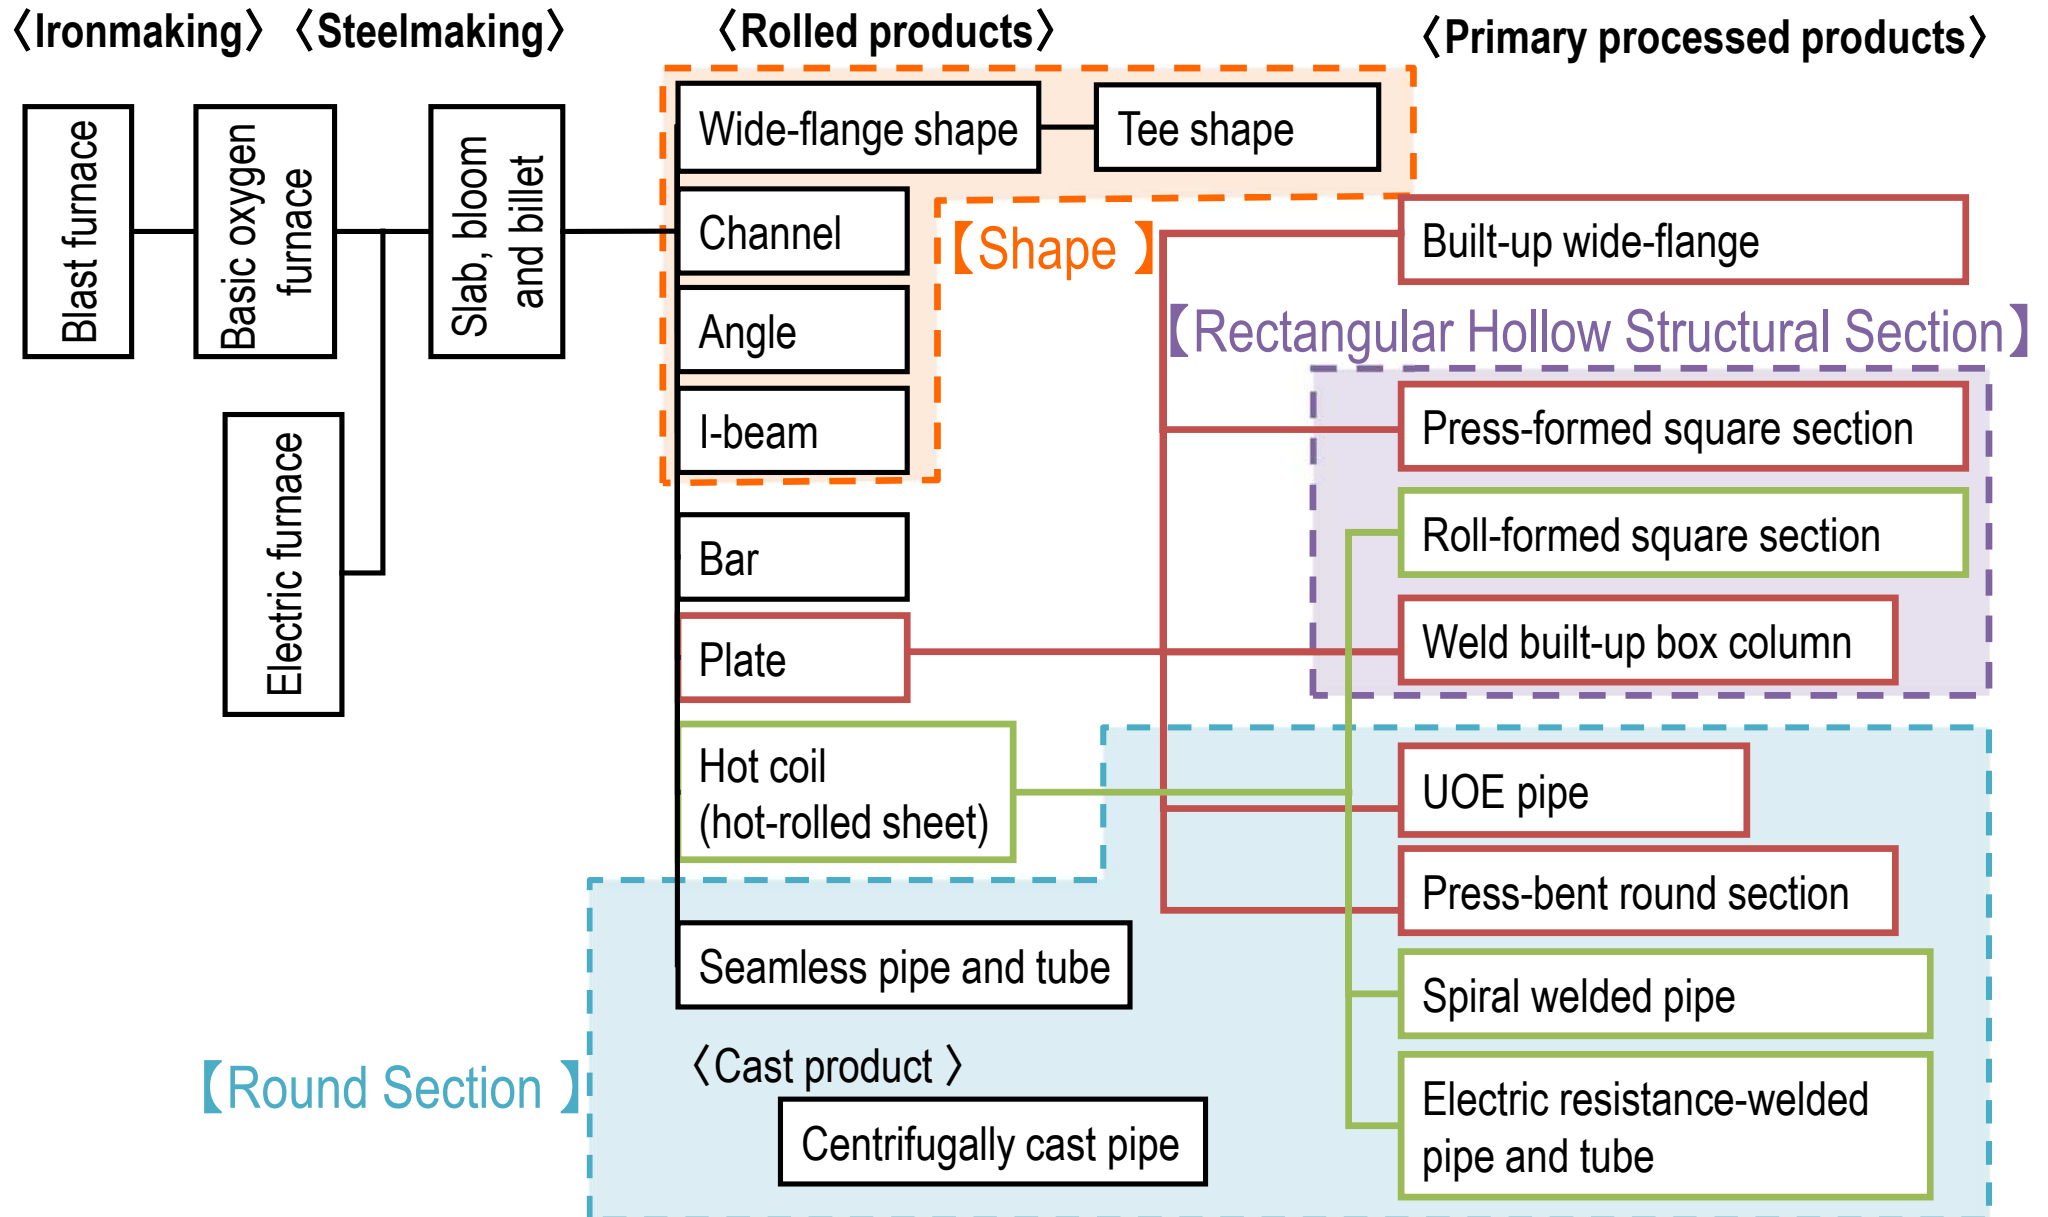 〈Ironmaking〉 〈Steelmaking〉 〈Rolled products〉 〈Primary processed products〉
Blast furnace
Basic oxygen
furnace
Electric furnace
Slab, bloom
and billet
Wide-flange shape
Tee shape
Channel
Angle
I-beam
【Shape 】
Bar
Plate
Hot coil
(hot-rolled sheet)
Seamless pipe and tube
〈Cast product 〉
Centrifugally cast pipe
【Round Section 】
Built-up wide-flange
【Rectangular Hollow Structural Section】
Press-formed square section
Roll-formed square section
Weld built-up box column
UOE pipe
Press-bent round section
Spiral welded pipe
Electric resistance-welded
pipe and tube